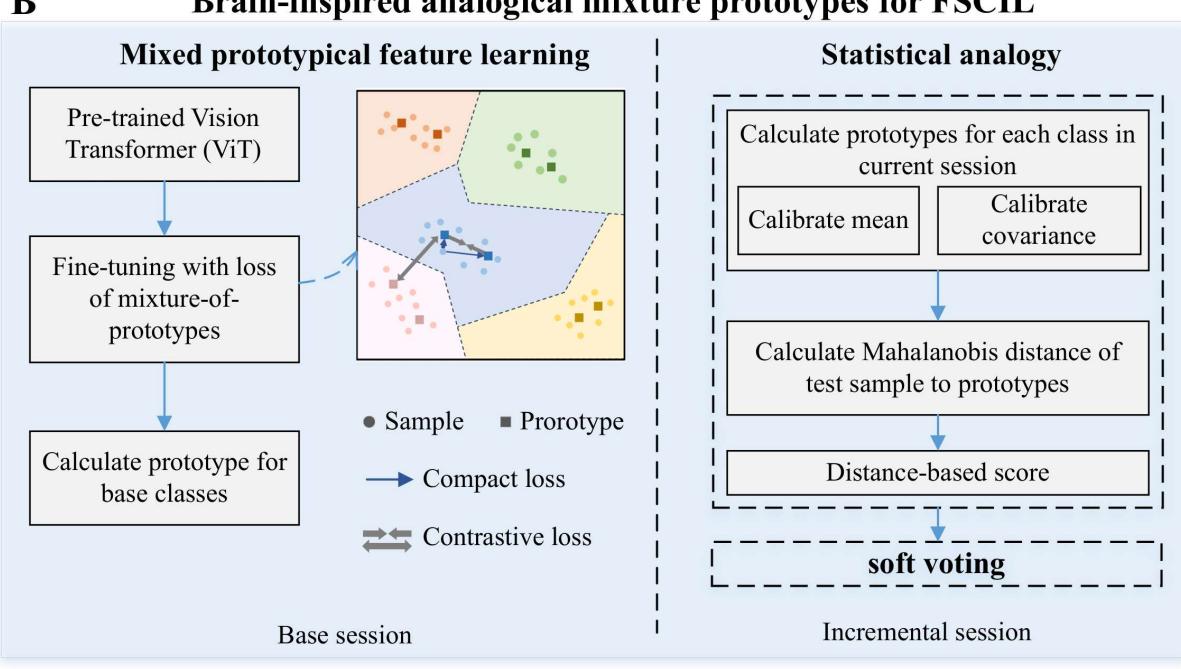 B Brain-inspired analogical mixture prototypes for FSCIL
Mixed prototypical feature learning
Pre-trained Vision
Transformer (ViT)
Fine-tuning with loss
of mixture-of-
prototypes
Calculate prototype for
base classes
Sample
Prorotype
Compact loss
Contrastive loss
Base session
Statistical analogy
Calculate prototypes for each class in
current session
Calibrate mean
Calibrate
covariance
Calculate Mahalanobis distance of
test sample to prototypes
Distance-based score
soft voting
Incremental session